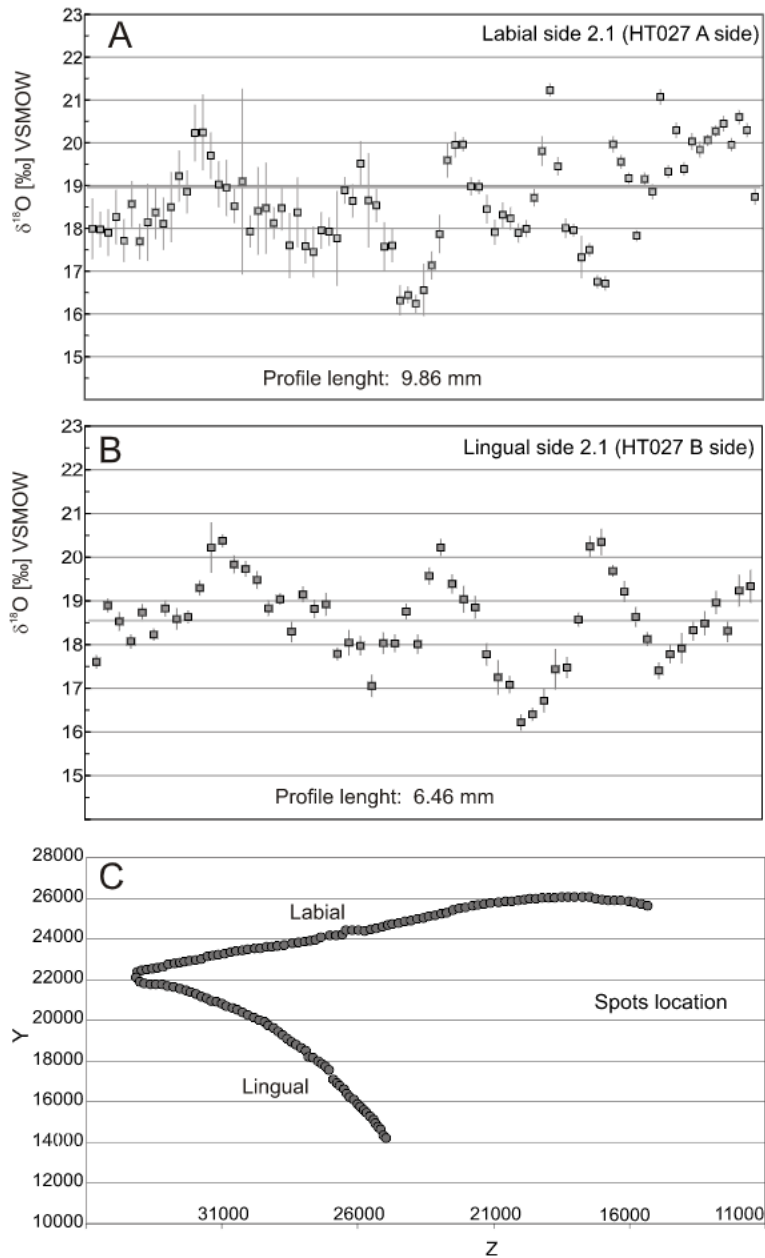 A
Labial side 2.1 (HT027 A side)
δ¹⁸O [‰] VSMOW
23
22
21
20
19
18
17
16
15
Profile lenght: 9.86 mm
B
Lingual side 2.1 (HT027 B side)
δ¹⁸O [‰] VSMOW
23
22
21
20
19
18
17
16
15
Profile lenght: 6.46 mm
C
Y
28000
26000
24000
22000
20000
18000
16000
14000
12000
10000
Labial
Spots location
Lingual
31000 26000 21000 16000 11000
Z